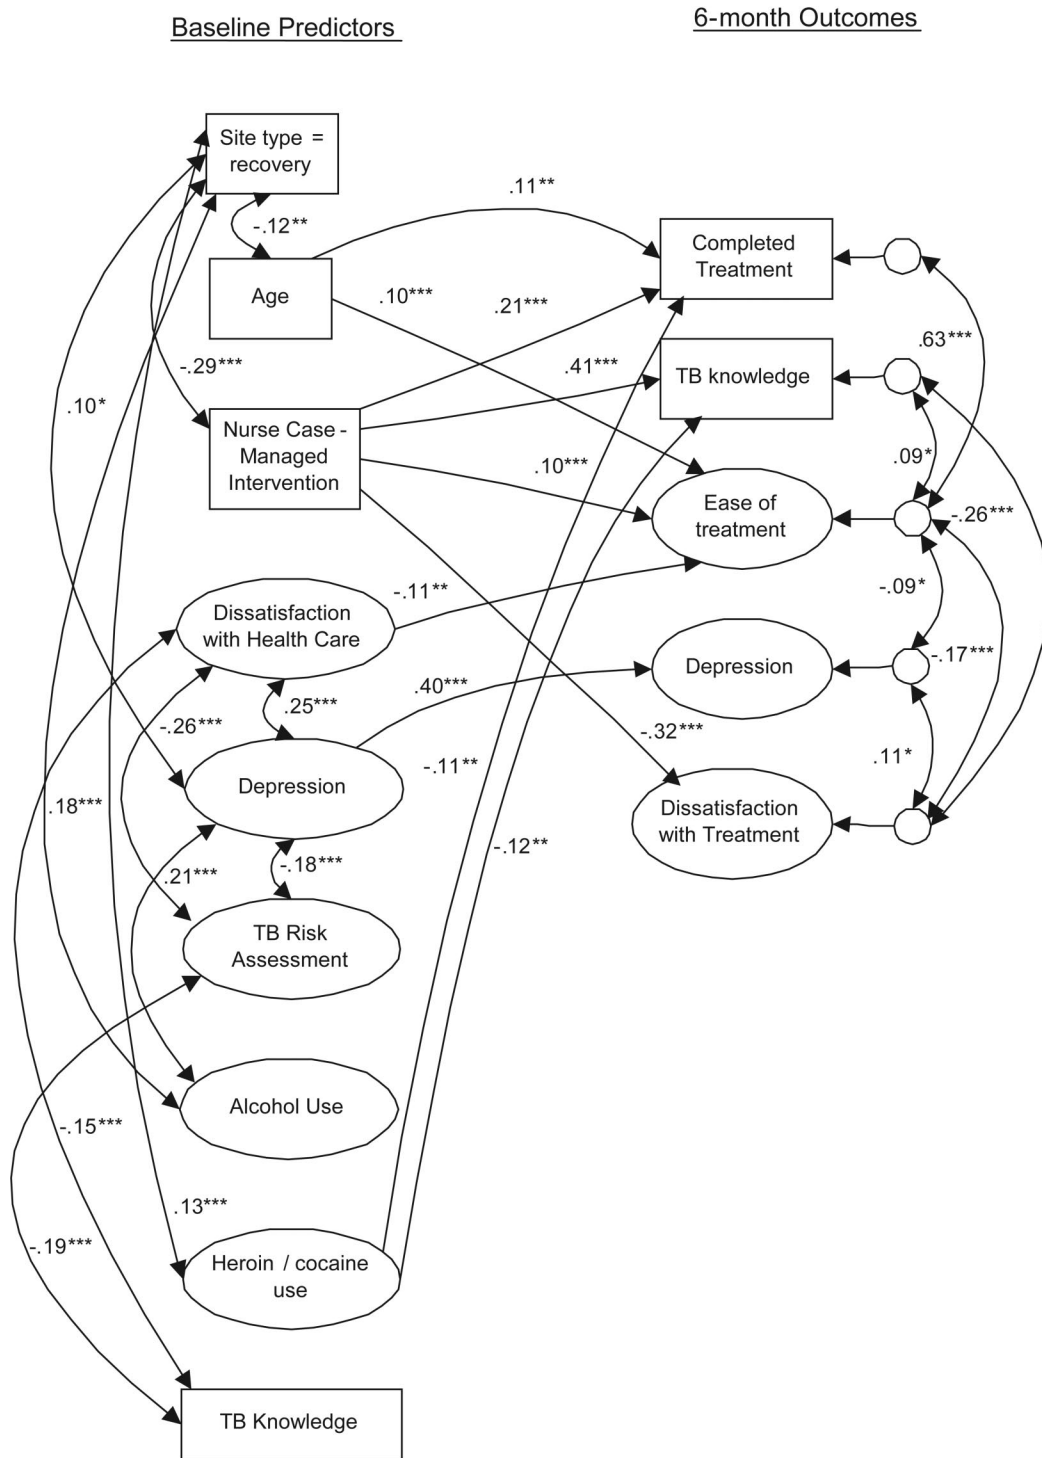 Baseline Predictors
6-month Outcomes
Site type =
recovery
-.12**
Age
Nurse Case -
Managed
Intervention
Dissatisfaction
with Health Care
.25***
Depression
-.18***
TB Risk
Assessment
Alcohol Use
Heroin / cocaine
use
TB Knowledge
.10*
-.29***
-.26***
.18***
.21***
-.15***
.13***
-.19***
.11**
.10***
.21***
.41***
.10***
-.11**
.40***
-.32***
-.11**
-.12**
Completed
Treatment
TB knowledge
Ease of
treatment
Depression
Dissatisfaction
with Treatment
.63***
.09*
-.26***
-.09*
-.17***
.11*